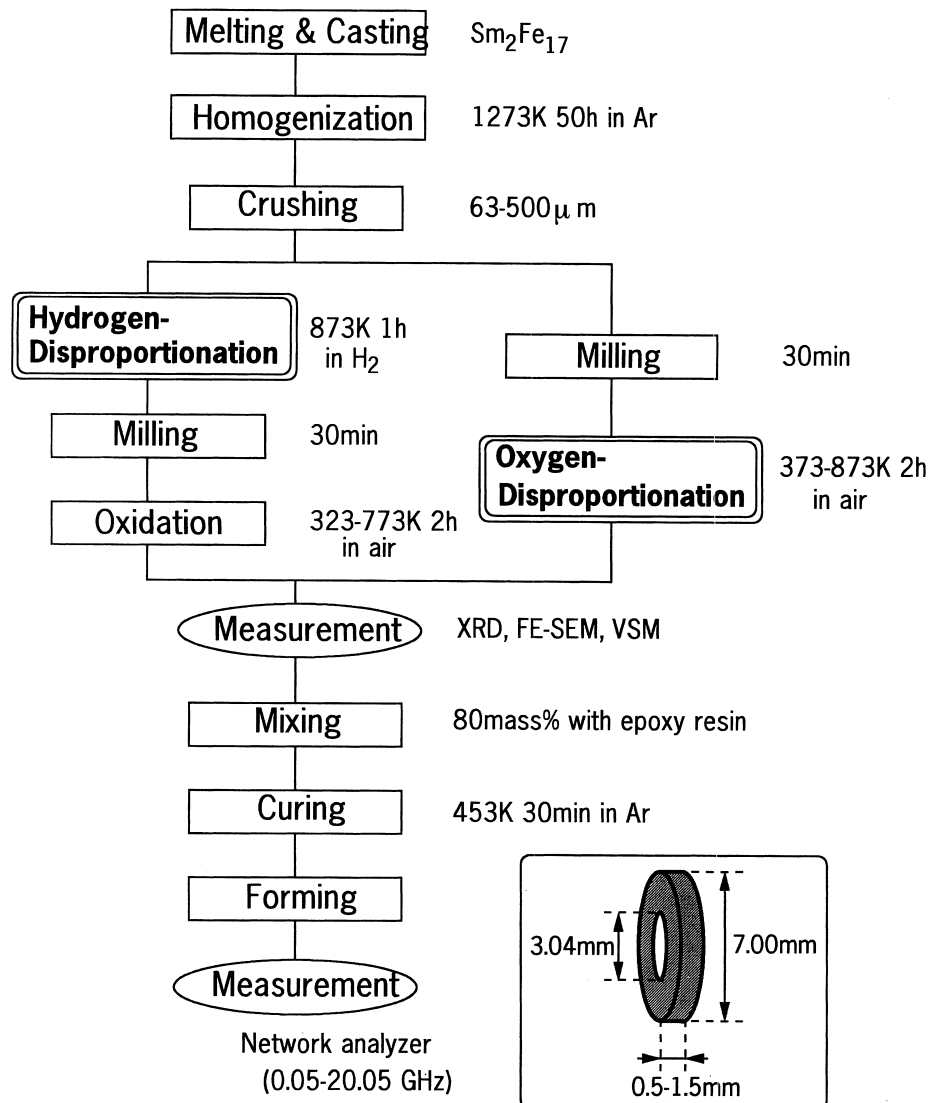 Melting & Casting Sm2Fe17
Homogenization 1273K 50h in Ar
Crushing 63-500μm
Hydrogen-
Disproportionation
873K 1h
in H2
Milling 30min
Oxidation 323-773K 2h
in air
Milling 30min
Oxygen-
Disproportionation
373-873K 2h
in air
Measurement XRD, FE-SEM, VSM
Mixing 80mass% with epoxy resin
Curing 453K 30min in Ar
Forming
Measurement
Network analyzer
(0.05-20.05 GHz)
3.04mm
7.00mm
0.5-1.5mm